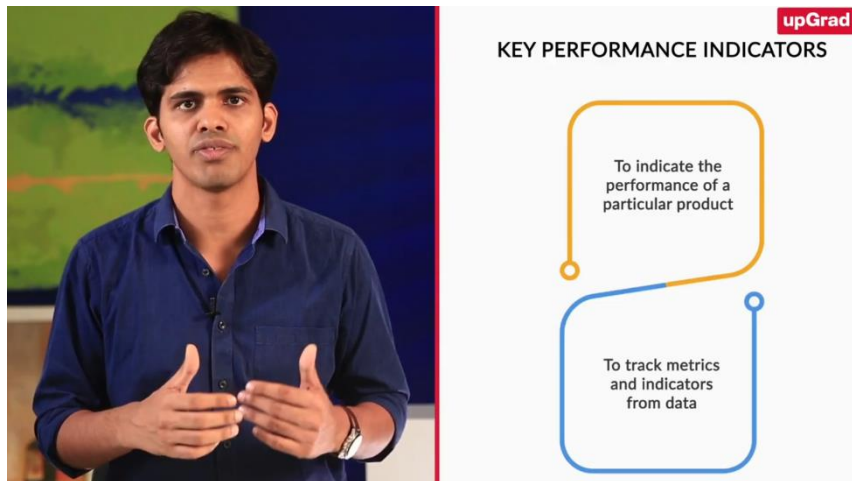 upGrad
KEY PERFORMANCE INDICATORS
To indicate the
performance of a
particular product
To track metrics
and indicators
from data